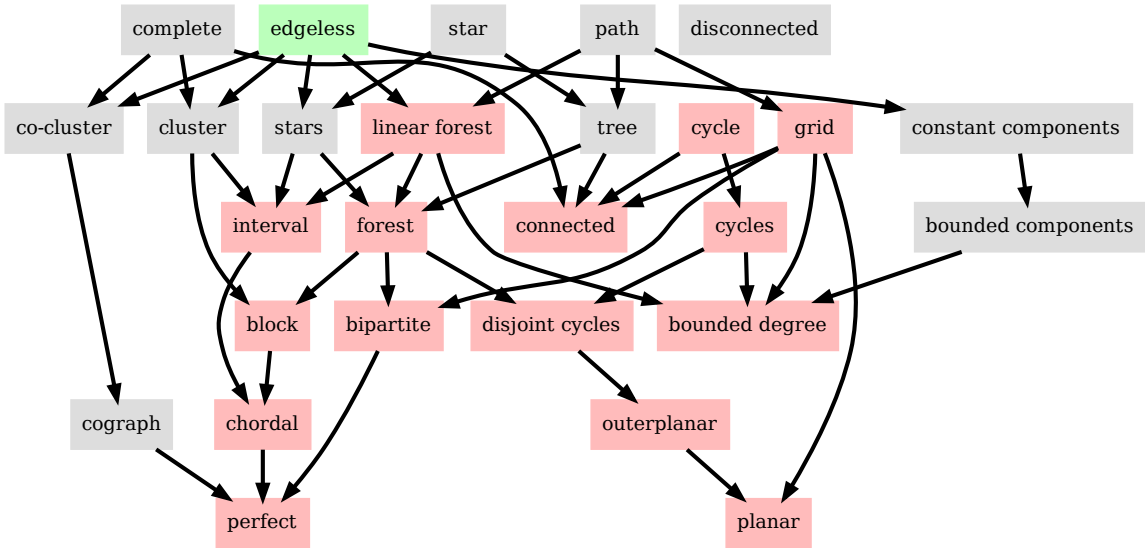 complete
edgeless
star
path
disconnected
co-cluster
cluster
stars
linear forest
tree
cycle
grid
constant components
interval
forest
connected
cycles
bounded components
block
bipartite
disjoint cycles
bounded degree
cograph
chordal
outerplanar
perfect
planar